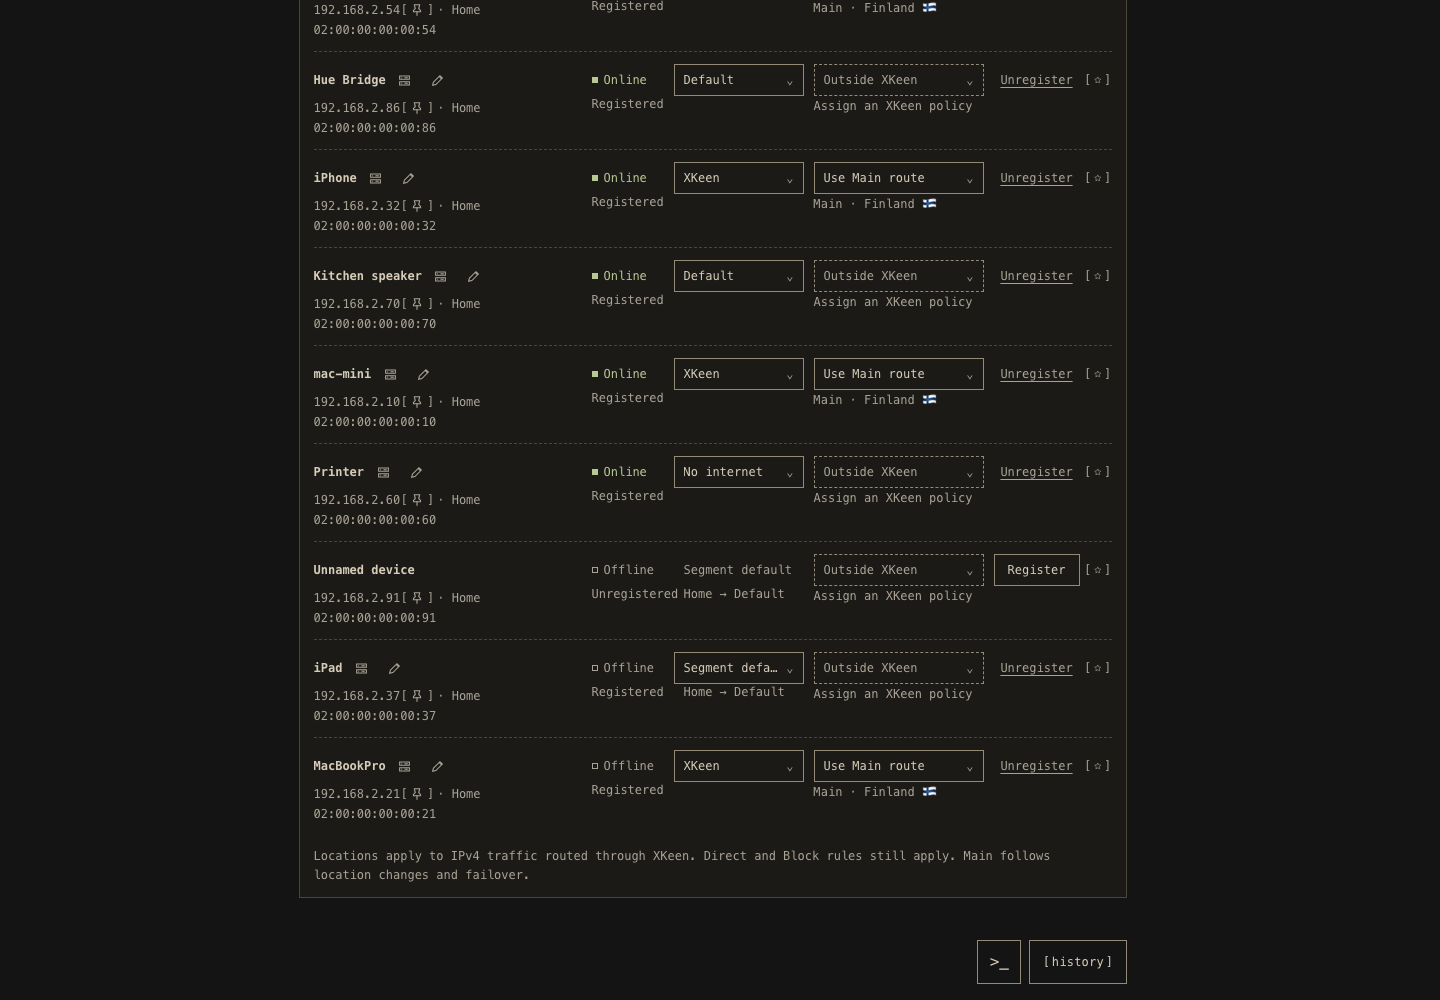 192.168.2.54[ ] · Home Registered Main · Finland
02:00:00:00:00:54
Hue Bridge Online Default Outside XKeen Unregister [☆]
192.168.2.86[ ] · Home Registered Assign an XKeen policy
02:00:00:00:00:86
iPhone Online XKeen Use Main route Unregister [☆]
192.168.2.32[ ] · Home Registered Main · Finland
02:00:00:00:00:32
Kitchen speaker Online Default Outside XKeen Unregister [☆]
192.168.2.70[ ] · Home Registered Assign an XKeen policy
02:00:00:00:00:70
mac-mini Online XKeen Use Main route Unregister [☆]
192.168.2.10[ ] · Home Registered Main · Finland
02:00:00:00:00:10
Printer Online No internet Outside XKeen Unregister [☆]
192.168.2.60[ ] · Home Registered Assign an XKeen policy
02:00:00:00:00:60
Unnamed device Offline Segment default Outside XKeen Register [☆]
192.168.2.91[ ] · Home Unregistered Home → Default Assign an XKeen policy
02:00:00:00:00:91
iPad Offline Segment defa… Outside XKeen Unregister [☆]
192.168.2.37[ ] · Home Registered Home → Default Assign an XKeen policy
02:00:00:00:00:37
MacBookPro Offline XKeen Use Main route Unregister [☆]
192.168.2.21[ ] · Home Registered Main · Finland
02:00:00:00:00:21
Locations apply to IPv4 traffic routed through XKeen. Direct and Block rules still apply. Main follows
location changes and failover.
>_ [history]